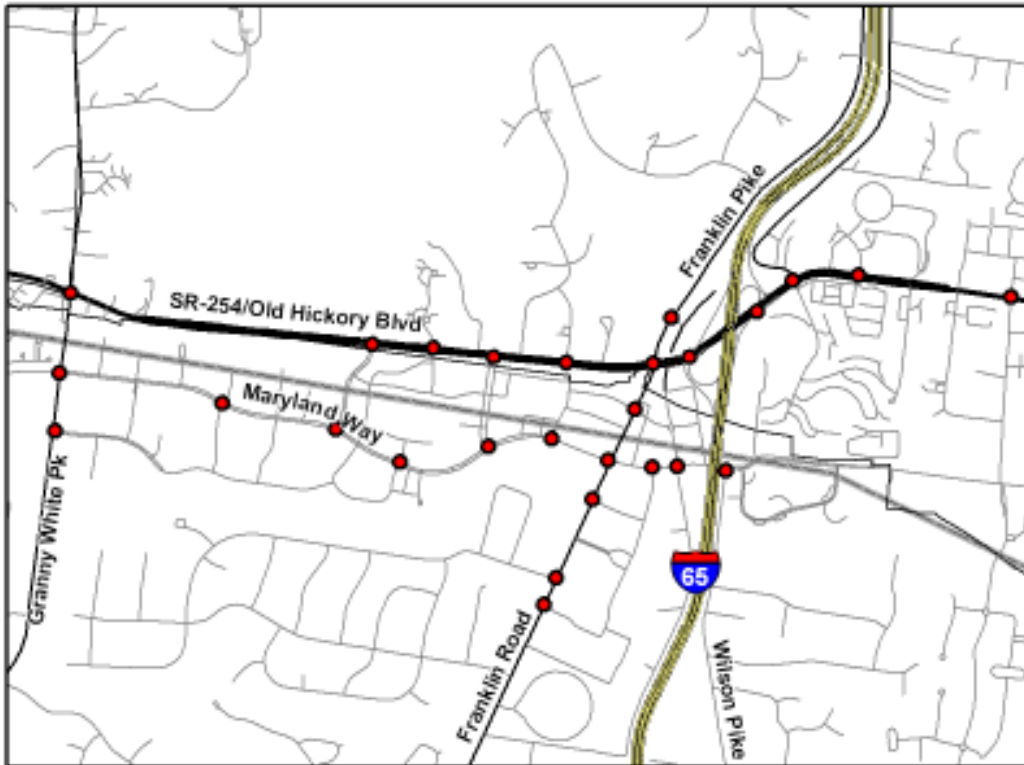 Franklin Pike
SR-254/Old Hickory Blvd
Maryland Way
Granny White Pk
65
Franklin Road
Wilson Pike